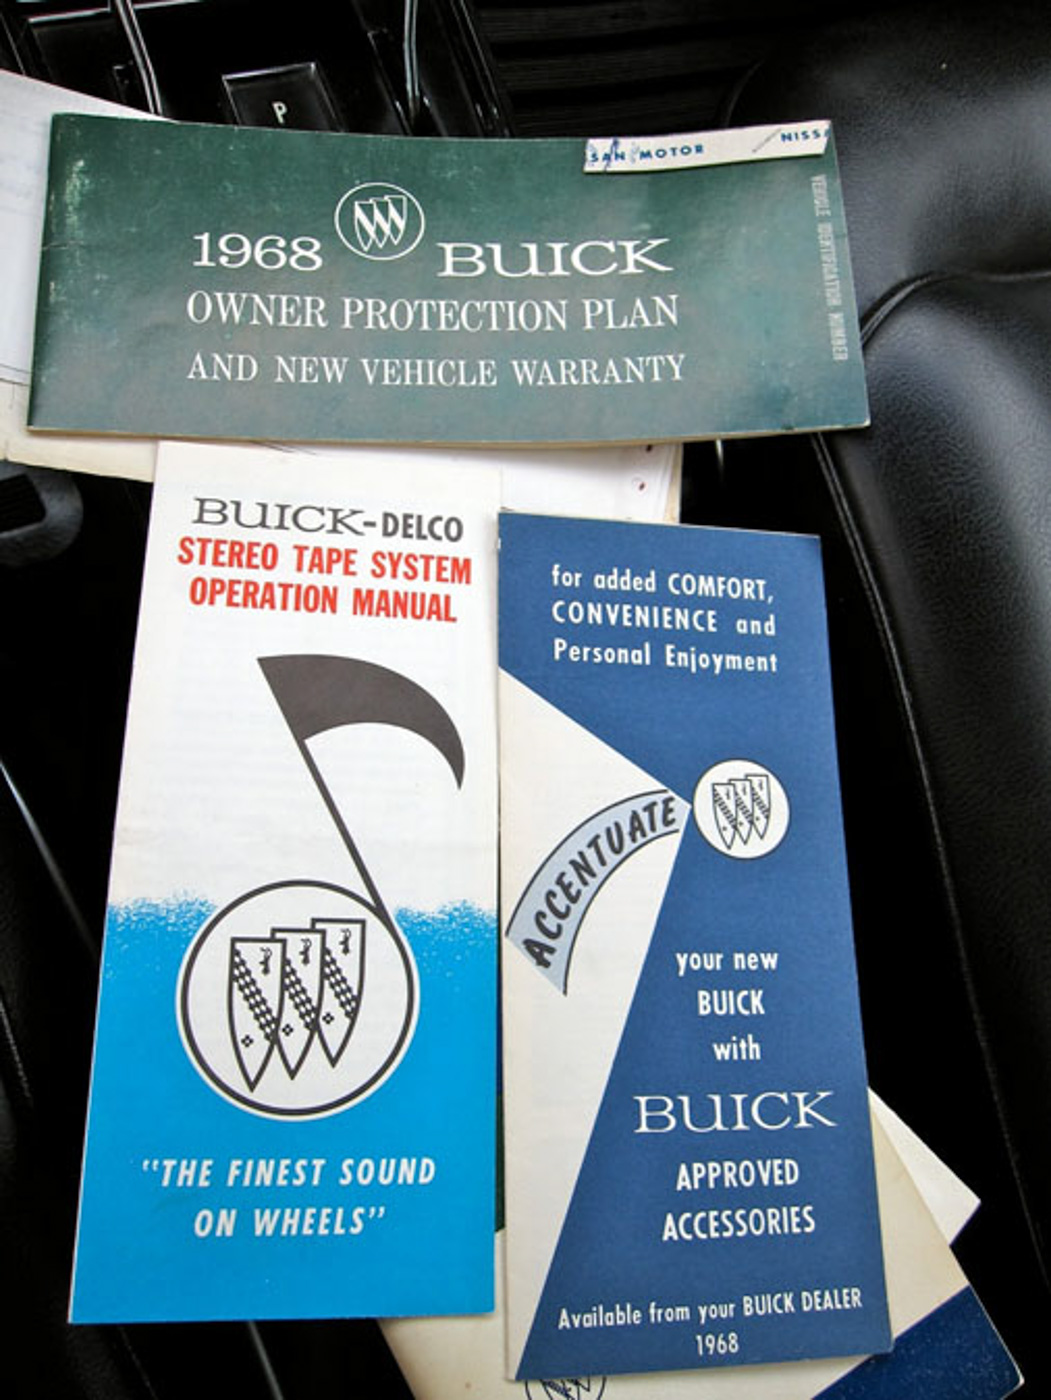 P
SAN MOTOR NISSA
1968 BUICK
OWNER PROTECTION PLAN
AND NEW VEHICLE WARRANTY
VEHICLE IDENTIFICATION NUMBER
BUICK-DELCO
STEREO TAPE SYSTEM
OPERATION MANUAL
"THE FINEST SOUND
ON WHEELS"
for added COMFORT,
CONVENIENCE and
Personal Enjoyment
ACCENTUATE
your new
BUICK
with
BUICK
APPROVED
ACCESSORIES
Available from your BUICK DEALER
1968